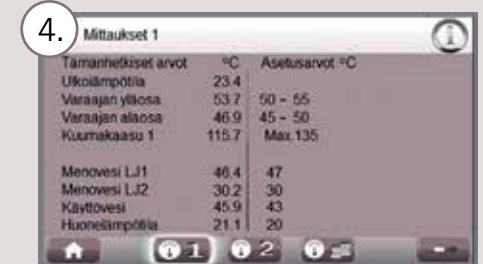 4.
Mittaukset 1
Tämänhetkiset arvot °C Asetusarvot °C
Ulkolämpötila 23.4
Varaajan yläosa 53.7 50 - 55
Varaajan alaosa 46.9 45 - 50
Kuumakaasu 1 115.7 Max.135
Menovesi LJ1 46.4 47
Menovesi LJ2 30.2 30
Käyttövesi 45.9 43
Huonelämpötila 21.1 20
1 2